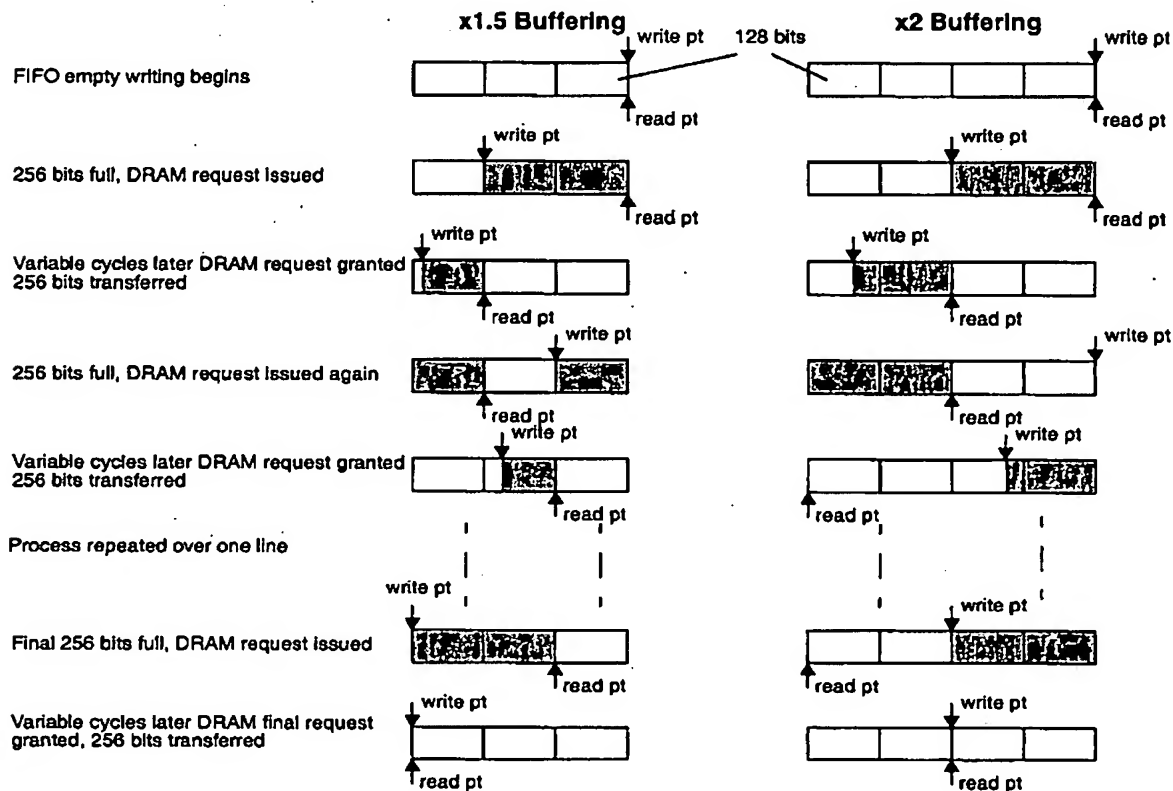 x1.5 Buffering
x2 Buffering
write pt
128 bits
write pt
FIFO empty writing begins
read pt
read pt
write pt
write pt
256 bits full, DRAM request issued
read pt
read pt
write pt
write pt
Variable cycles later DRAM request granted
256 bits transferred
read pt
read pt
write pt
write pt
256 bits full, DRAM request issued again
read pt
read pt
write pt
write pt
Variable cycles later DRAM request granted
256 bits transferred
read pt
read pt
Process repeated over one line
write pt
write pt
Final 256 bits full, DRAM request issued
read pt
read pt
write pt
write pt
Variable cycles later DRAM final request
granted, 256 bits transferred
read pt
read pt